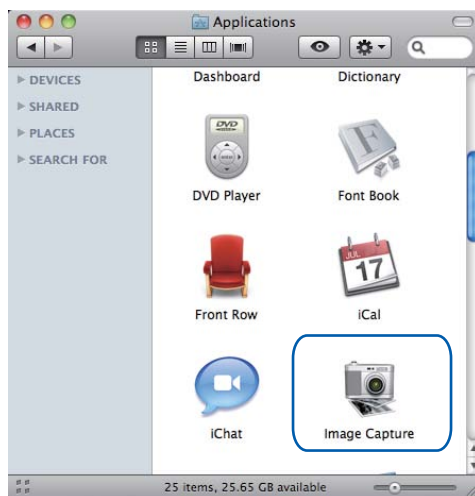 Applications
DEVICES
SHARED
PLACES
SEARCH FOR
Dashboard Dictionary
DVD
DVD Player Font Book
JUL
17
Front Row iCal
iChat Image Capture
25 items, 25.65 GB available